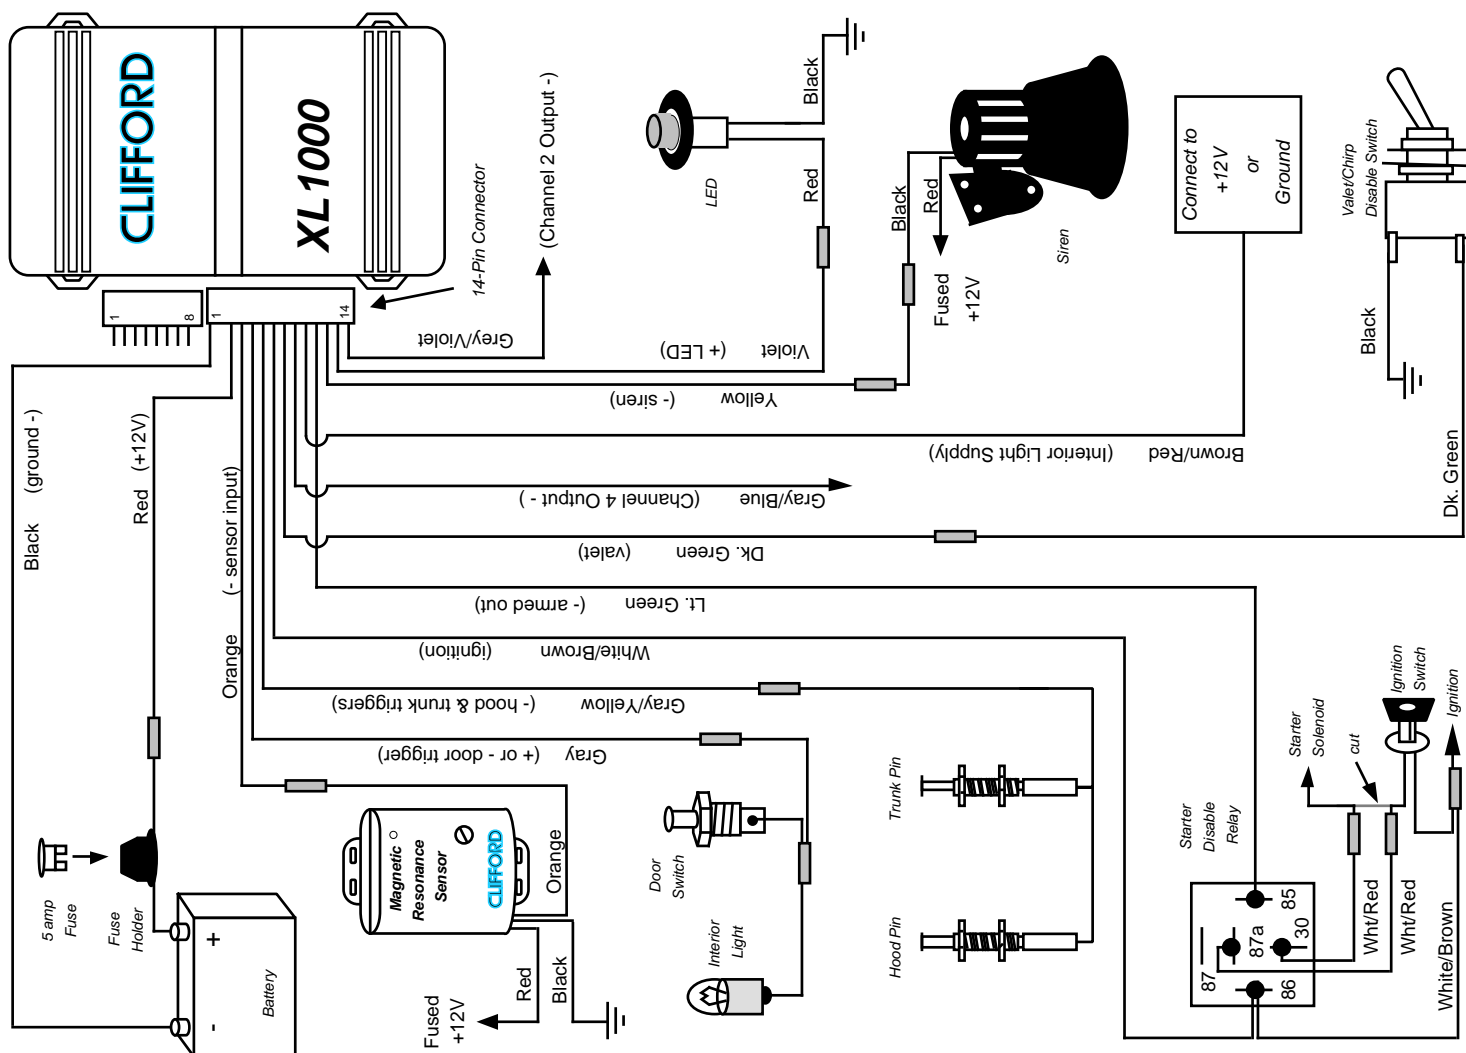 CLIFFORD
XL1000
1
8
1
14
14-Pin Connector
Grey/Violet
(Channel 2 Output -)
LED
Red
Black
Violet (+ LED)
Yellow (- siren)
Black
Red
Fused
+12V
Siren
Connect to
+12V
or
Ground
Brown/Red (Interior Light Supply)
Valet/Chirp
Disable Switch
Black
Dk. Green
Gray/Blue (Channel 4 Output -)
Dk. Green (valet)
Lt. Green (- armed out)
White/Brown (ignition)
Gray/Yellow (- hood & trunk triggers)
Gray (+ or - door trigger)
Orange (- sensor input)
Red (+12V)
Black (ground -)
5 amp
Fuse
Fuse
Holder
+
-
Battery
Magnetic
Resonance
Sensor
CLIFFORD
Orange
Red
Black
Fused
+12V
Door
Switch
Interior
Light
Trunk Pin
Hood Pin
Starter
Disable
Relay
87
87a
30
85
86
Starter
Solenoid
cut
Ignition
Switch
Ignition
Wht/Red
Wht/Red
White/Brown